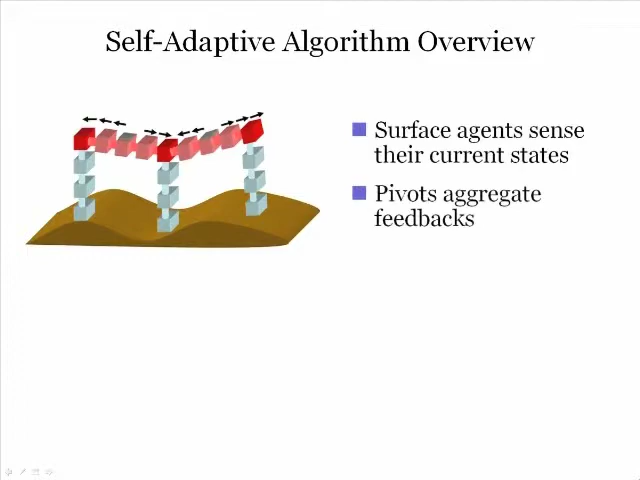 Self-Adaptive Algorithm Overview
Surface agents sense
their current states
Pivots aggregate
feedbacks